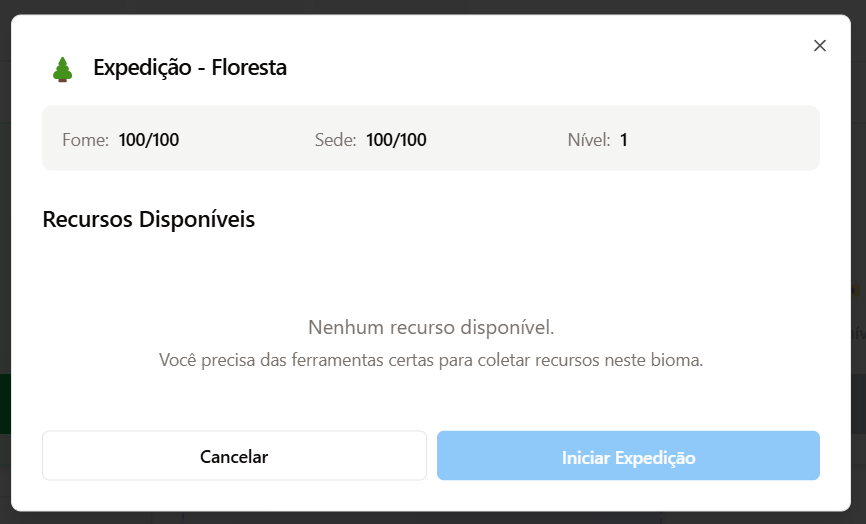 Expedição - Floresta
Fome: 100/100 Sede: 100/100 Nível: 1
Recursos Disponíveis
Nenhum recurso disponível.
Você precisa das ferramentas certas para coletar recursos neste bioma.
Cancelar Iniciar Expedição